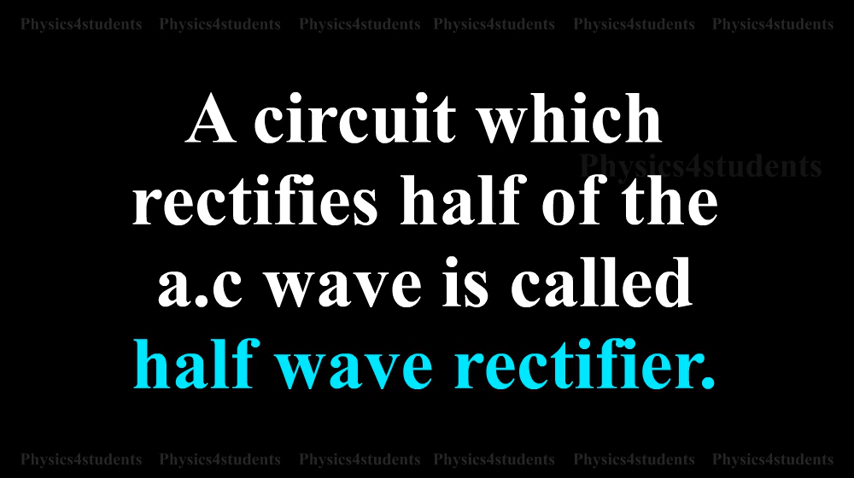 Physics4students Physics4students Physics4students Physics4students Physics4students Physics4students
A circuit which
Physics4students
rectifies half of the
a.c wave is called
half wave rectifier.
Physics4students Physics4students Physics4students Physics4students Physics4students Physics4students